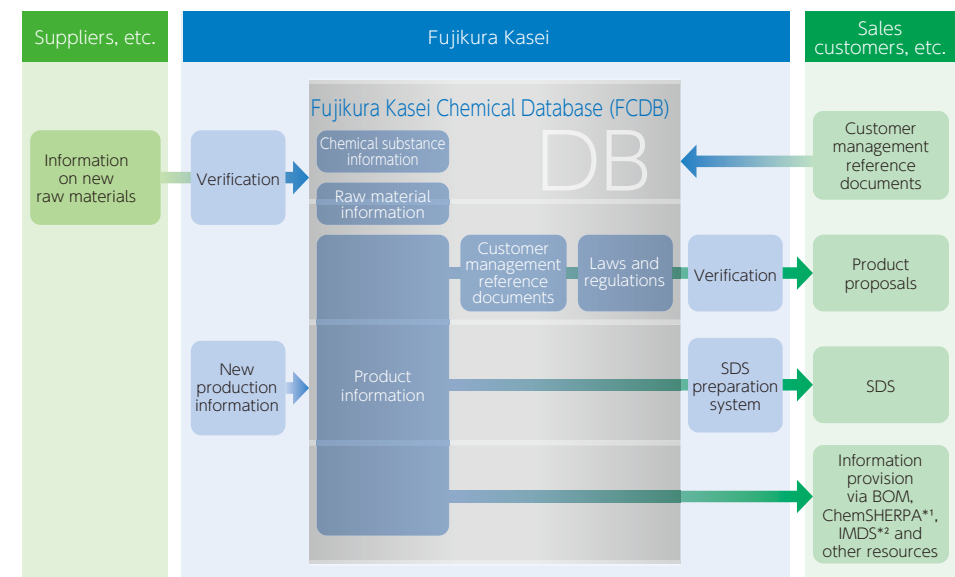 Suppliers, etc.
Fujikura Kasei
Sales
customers, etc.
Fujikura Kasei Chemical Database (FCDB)
DB
Chemical substance
information
Raw material
information
Information
on new
raw materials
Verification
Customer
management
reference
documents
Customer
management
reference
documents
Laws and
regulations
Verification
Product
proposals
New
production
information
Product
information
SDS
preparation
system
SDS
Information
provision
via BOM,
ChemSHERPA*¹,
IMDS*² and
other resources